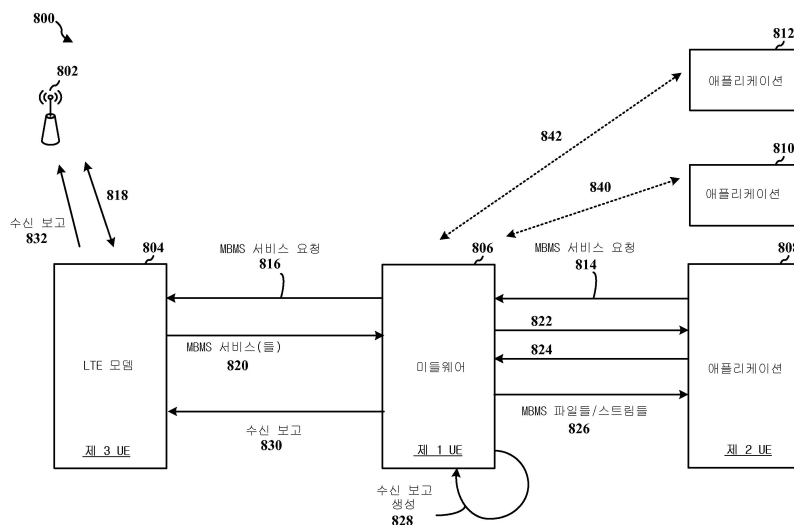 800
802
812
애플리케이션
842
810
애플리케이션
840
818
수신 보고
832
804
MBMS 서비스 요청
816
806
MBMS 서비스 요청
814
808
822
824
MBMS 서비스(들)
820
LTE 모뎀
미들웨어
애플리케이션
MBMS 파일들/스트림들
826
수신 보고
830
제 3 UE
제 1 UE
제 2 UE
수신 보고
생성
828